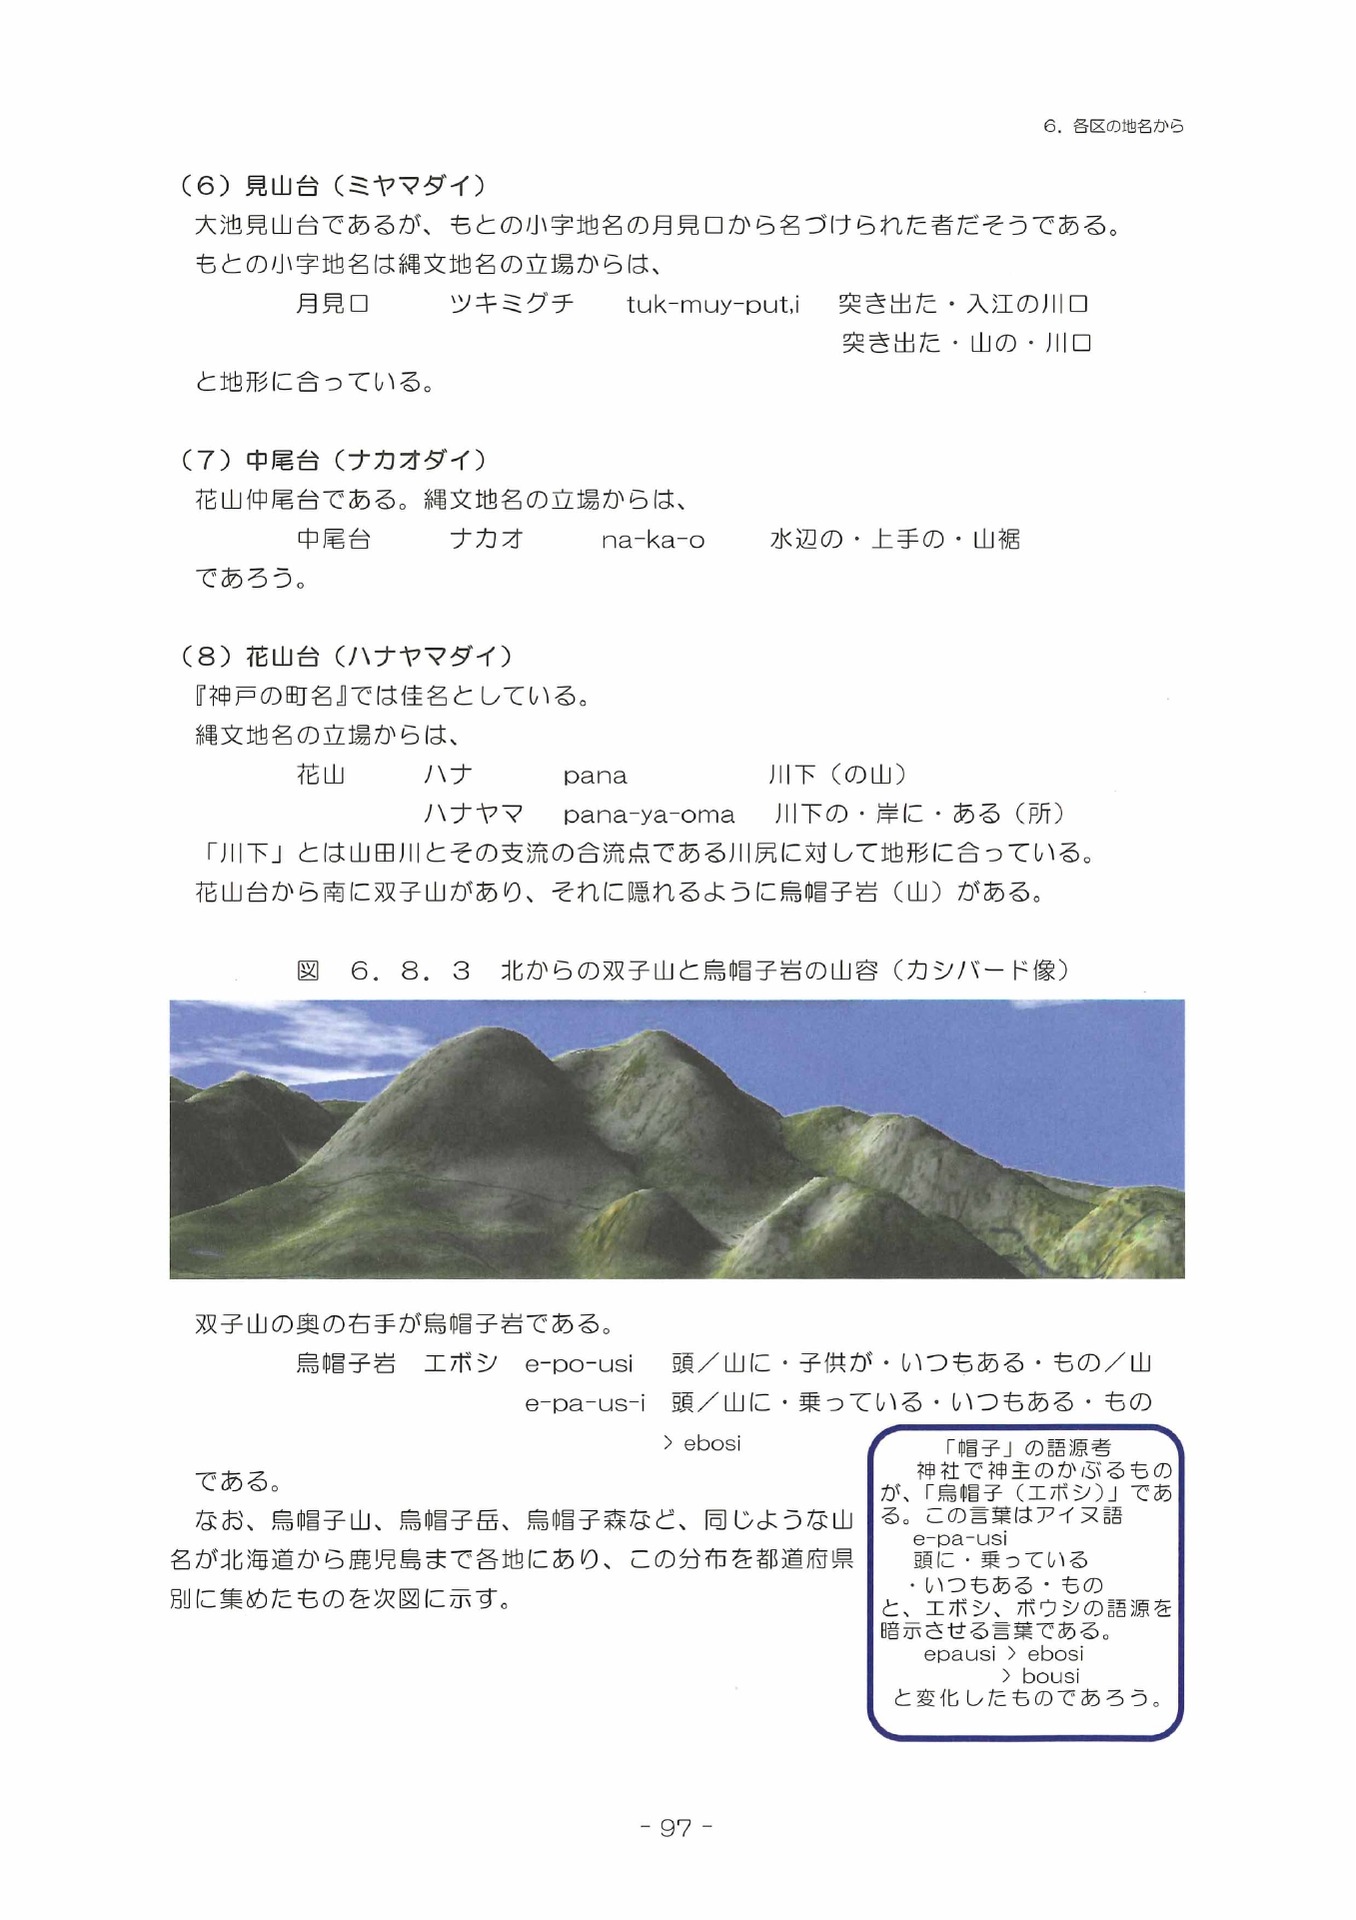 6．各区の地名から
（6）見山台（ミヤマダイ）
大池見山台であるが、もとの小字地名の月見口から名づけられた者だそうである。
もとの小字地名は縄文地名の立場からは、
月見口　ツキミグチ　tuk-muy-put,i　突き出た・入江の川口
突き出た・山の・川口
と地形に合っている。
（7）中尾台（ナカオダイ）
花山仲尾台である。縄文地名の立場からは、
中尾台　ナカオ　na-ka-o　水辺の・上手の・山裾
であろう。
（8）花山台（ハナヤマダイ）
『神戸の町名』では佳名としている。
縄文地名の立場からは、
花山　ハナ　pana　川下（の山）
ハナヤマ　pana-ya-oma　川下の・岸に・ある（所）
「川下」とは山田川とその支流の合流点である川尻に対して地形に合っている。
花山台から南に双子山があり、それに隠れるように烏帽子岩（山）がある。
図　6．8．3　北からの双子山と烏帽子岩の山容（カシバード像）
双子山の奥の右手が烏帽子岩である。
烏帽子岩　エボシ　e-po-usi　頭／山に・子供が・いつもある・もの／山
e-pa-us-i　頭／山に・乗っている・いつもある・もの
> ebosi
である。
なお、烏帽子山、烏帽子岳、烏帽子森など、同じような山
名が北海道から鹿児島まで各地にあり、この分布を都道府県
別に集めたものを次図に示す。
「帽子」の語源考
神社で神主のかぶるもの
が、「烏帽子（エボシ）」であ
る。この言葉はアイヌ語
e-pa-usi
頭に・乗っている
・いつもある・もの
と、エボシ、ボウシの語源を
暗示させる言葉である。
epausi > ebosi
> bousi
と変化したものであろう。
- 97 -